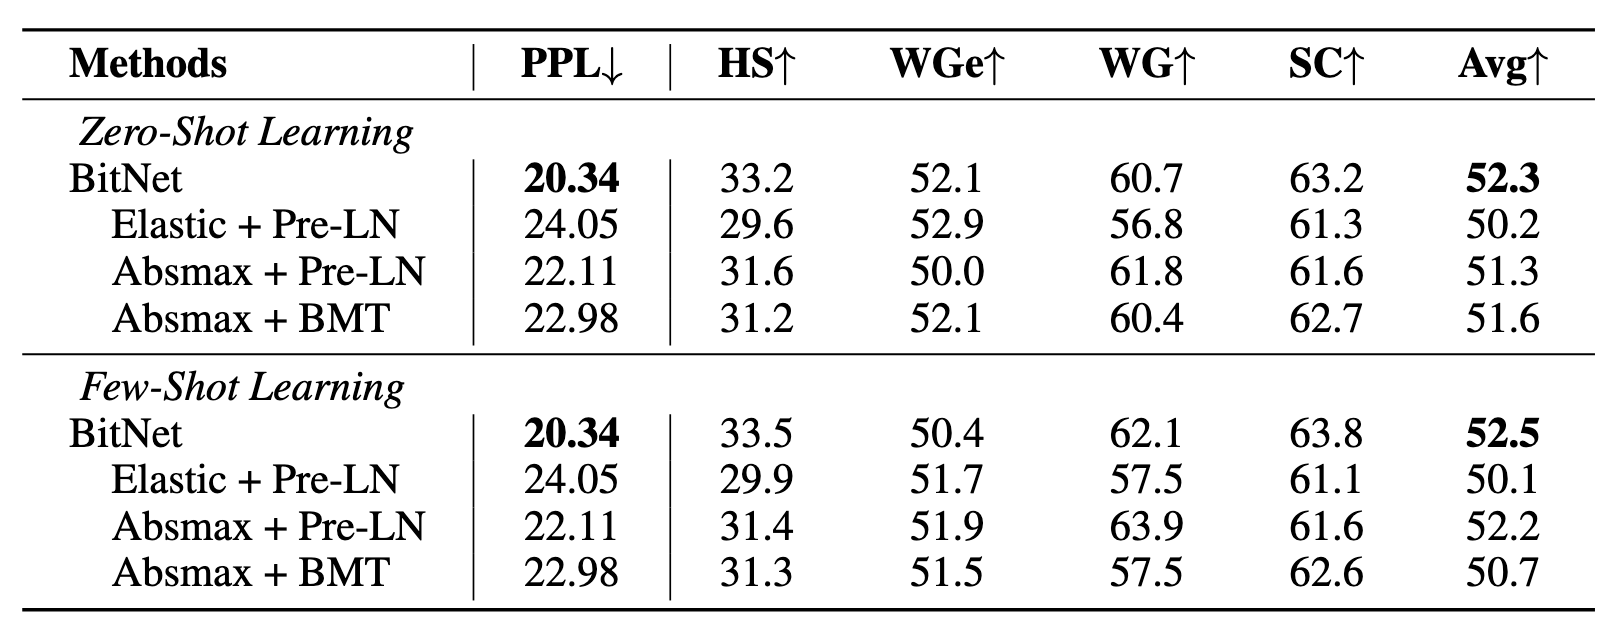 Methods PPL↓ HS↑ WGe↑ WG↑ SC↑ Avg↑
Zero-Shot Learning
BitNet 20.34 33.2 52.1 60.7 63.2 52.3
Elastic + Pre-LN 24.05 29.6 52.9 56.8 61.3 50.2
Absmax + Pre-LN 22.11 31.6 50.0 61.8 61.6 51.3
Absmax + BMT 22.98 31.2 52.1 60.4 62.7 51.6
Few-Shot Learning
BitNet 20.34 33.5 50.4 62.1 63.8 52.5
Elastic + Pre-LN 24.05 29.9 51.7 57.5 61.1 50.1
Absmax + Pre-LN 22.11 31.4 51.9 63.9 61.6 52.2
Absmax + BMT 22.98 31.3 51.5 57.5 62.6 50.7